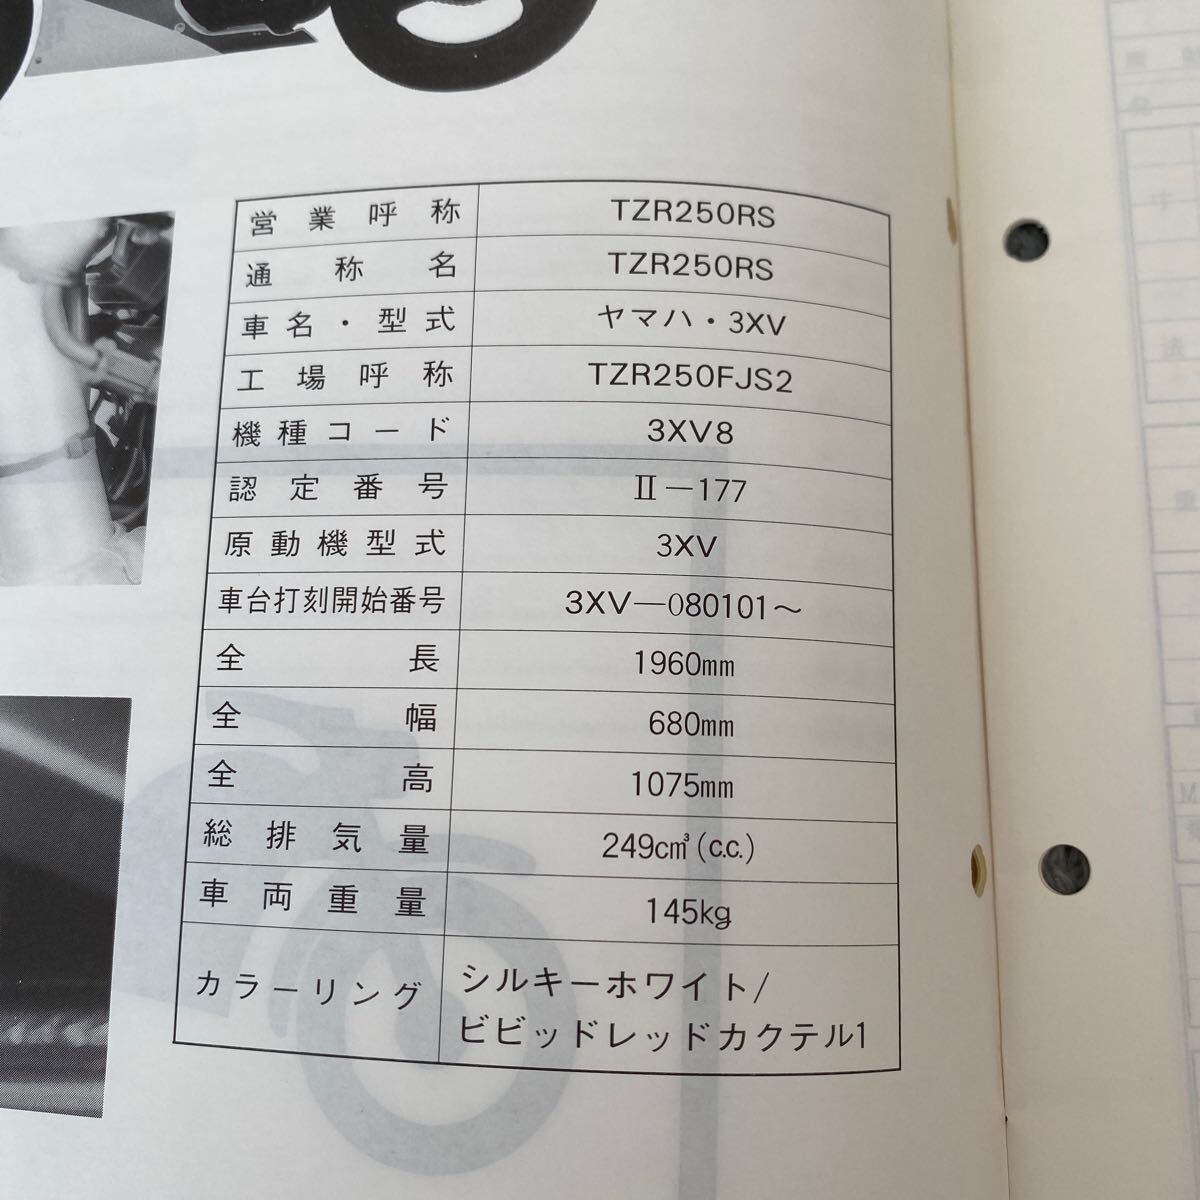 営業呼称 TZR250RS
通称名 TZR250RS
車名・型式 ヤマハ・3XV
工場呼称 TZR250FJS2
機種コード 3XV8
認定番号 II—177
原動機型式 3XV
車台打刻開始番号 3XV—080101～
全長 1960mm
全幅 680mm
全高 1075mm
総排気量 249cm³(c.c.)
車両重量 145kg
カラーリング シルキーホワイト/
ビビッドレッドカクテル1